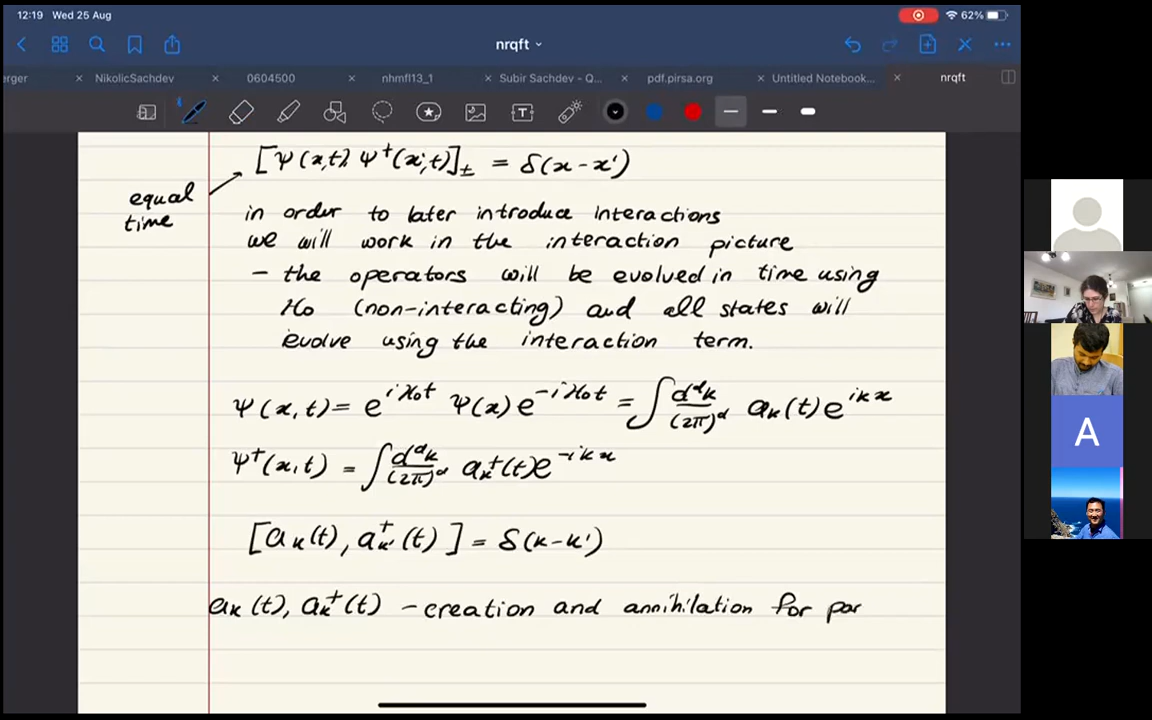 12:19 Wed 25 Aug
62%
nrqft
erger
NikolicSachdev
0604500
nhmfl13_1
Subir Sachdev - Q...
pdf.pirsa.org
Untitled Notebook...
nrqft
[Ψ(x,t) Ψ†(x',t)]± = δ(x-x')
equal
time
in order to later introduce interactions
we will work in the interaction picture
- the operators will be evolved in time using
H₀ (non-interacting) and all states will
evolve using the interaction term.
Ψ(x,t) = e^{iH₀t} Ψ(x) e^{-iH₀t} = ∫ d^dk/(2π)^d aₖ(t) e^{ikx}
Ψ†(x,t) = ∫ d^dk/(2π)^d aₖ†(t) e^{-ikx}
[aₖ(t), a†ₖ'(t)] = δ(k-k')
aₖ(t), aₖ†(t) - creation and annihilation for par
A